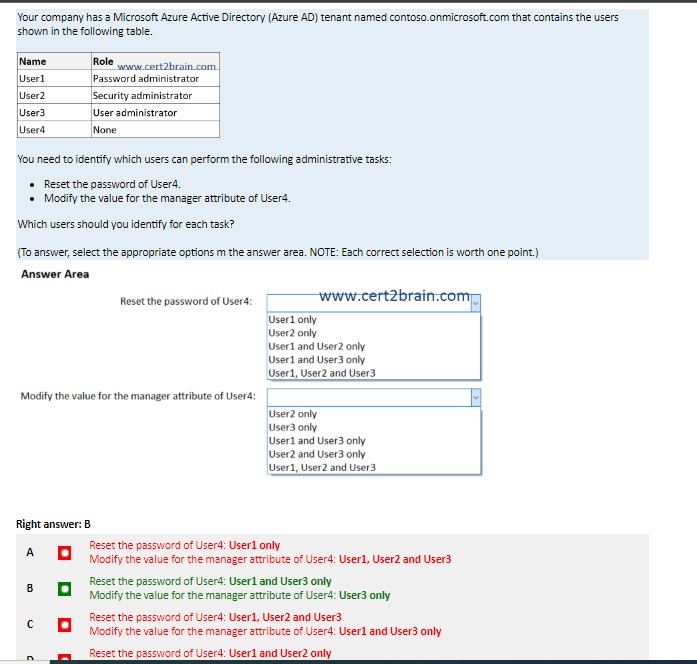 Your company has a Microsoft Azure Active Directory (Azure AD) tenant named contoso.onmicrosoft.com that contains the users
shown in the following table.
Name Role
www.cert2brain.com
User1 Password administrator
User2 Security administrator
User3 User administrator
User4 None
You need to identify which users can perform the following administrative tasks:
• Reset the password of User4.
• Modify the value for the manager attribute of User4.
Which users should you identify for each task?
(To answer, select the appropriate options m the answer area. NOTE: Each correct selection is worth one point.)
Answer Area
www.cert2brain.com
Reset the password of User4:
User1 only
User2 only
User1 and User2 only
User1 and User3 only
User1, User2 and User3
Modify the value for the manager attribute of User4:
User2 only
User3 only
User1 and User3 only
User2 and User3 only
User1, User2 and User3
Right answer: B
A Reset the password of User4: User1 only
Modify the value for the manager attribute of User4: User1, User2 and User3
B Reset the password of User4: User1 and User3 only
Modify the value for the manager attribute of User4: User3 only
C Reset the password of User4: User1, User2 and User3
Modify the value for the manager attribute of User4: User1 and User3 only
D Reset the password of User4: User1 and User2 only